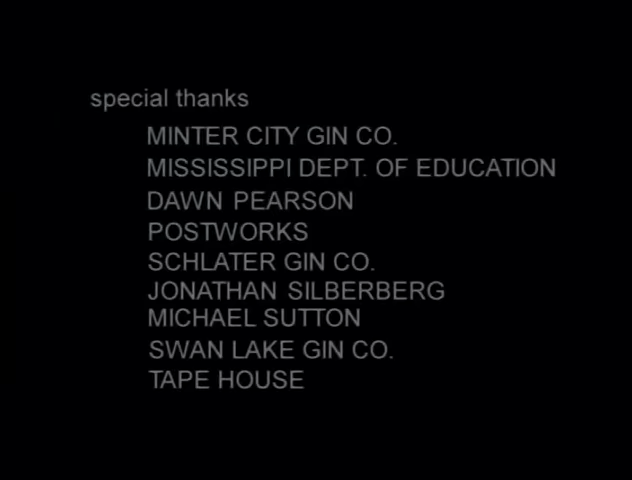 special thanks
MINTER CITY GIN CO.
MISSISSIPPI DEPT. OF EDUCATION
DAWN PEARSON
POSTWORKS
SCHLATER GIN CO.
JONATHAN SILBERBERG
MICHAEL SUTTON
SWAN LAKE GIN CO.
TAPE HOUSE